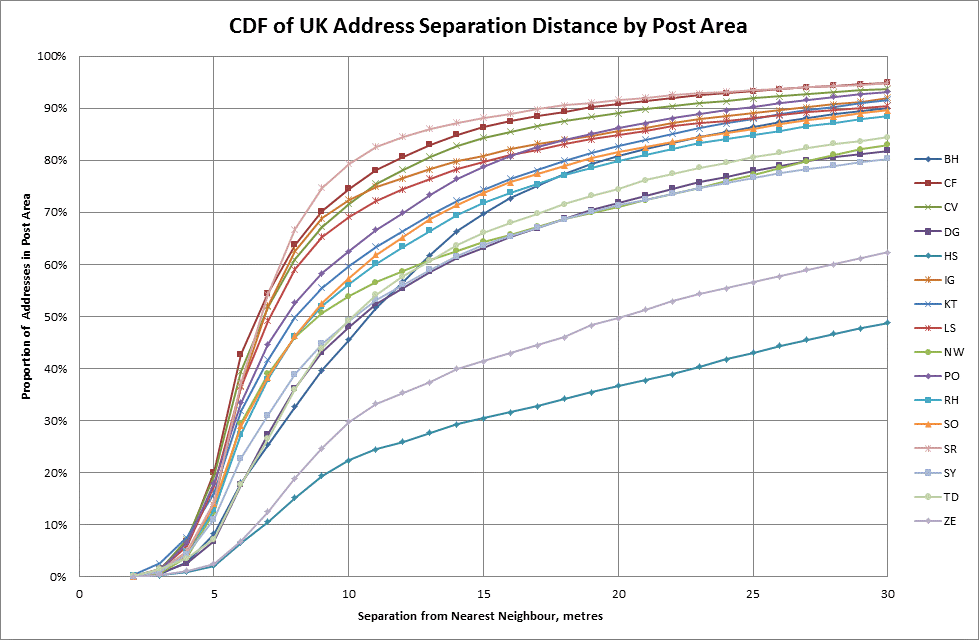 CDF of UK Address Separation Distance by Post Area
Proportion of Addresses in Post Area
100%
90%
80%
70%
60%
50%
40%
30%
20%
10%
0%
0
5
10
15
20
25
30
Separation from Nearest Neighbour, metres
BH
CF
CV
DG
HS
IG
KT
LS
NW
PO
RH
SO
SR
SY
TD
ZE